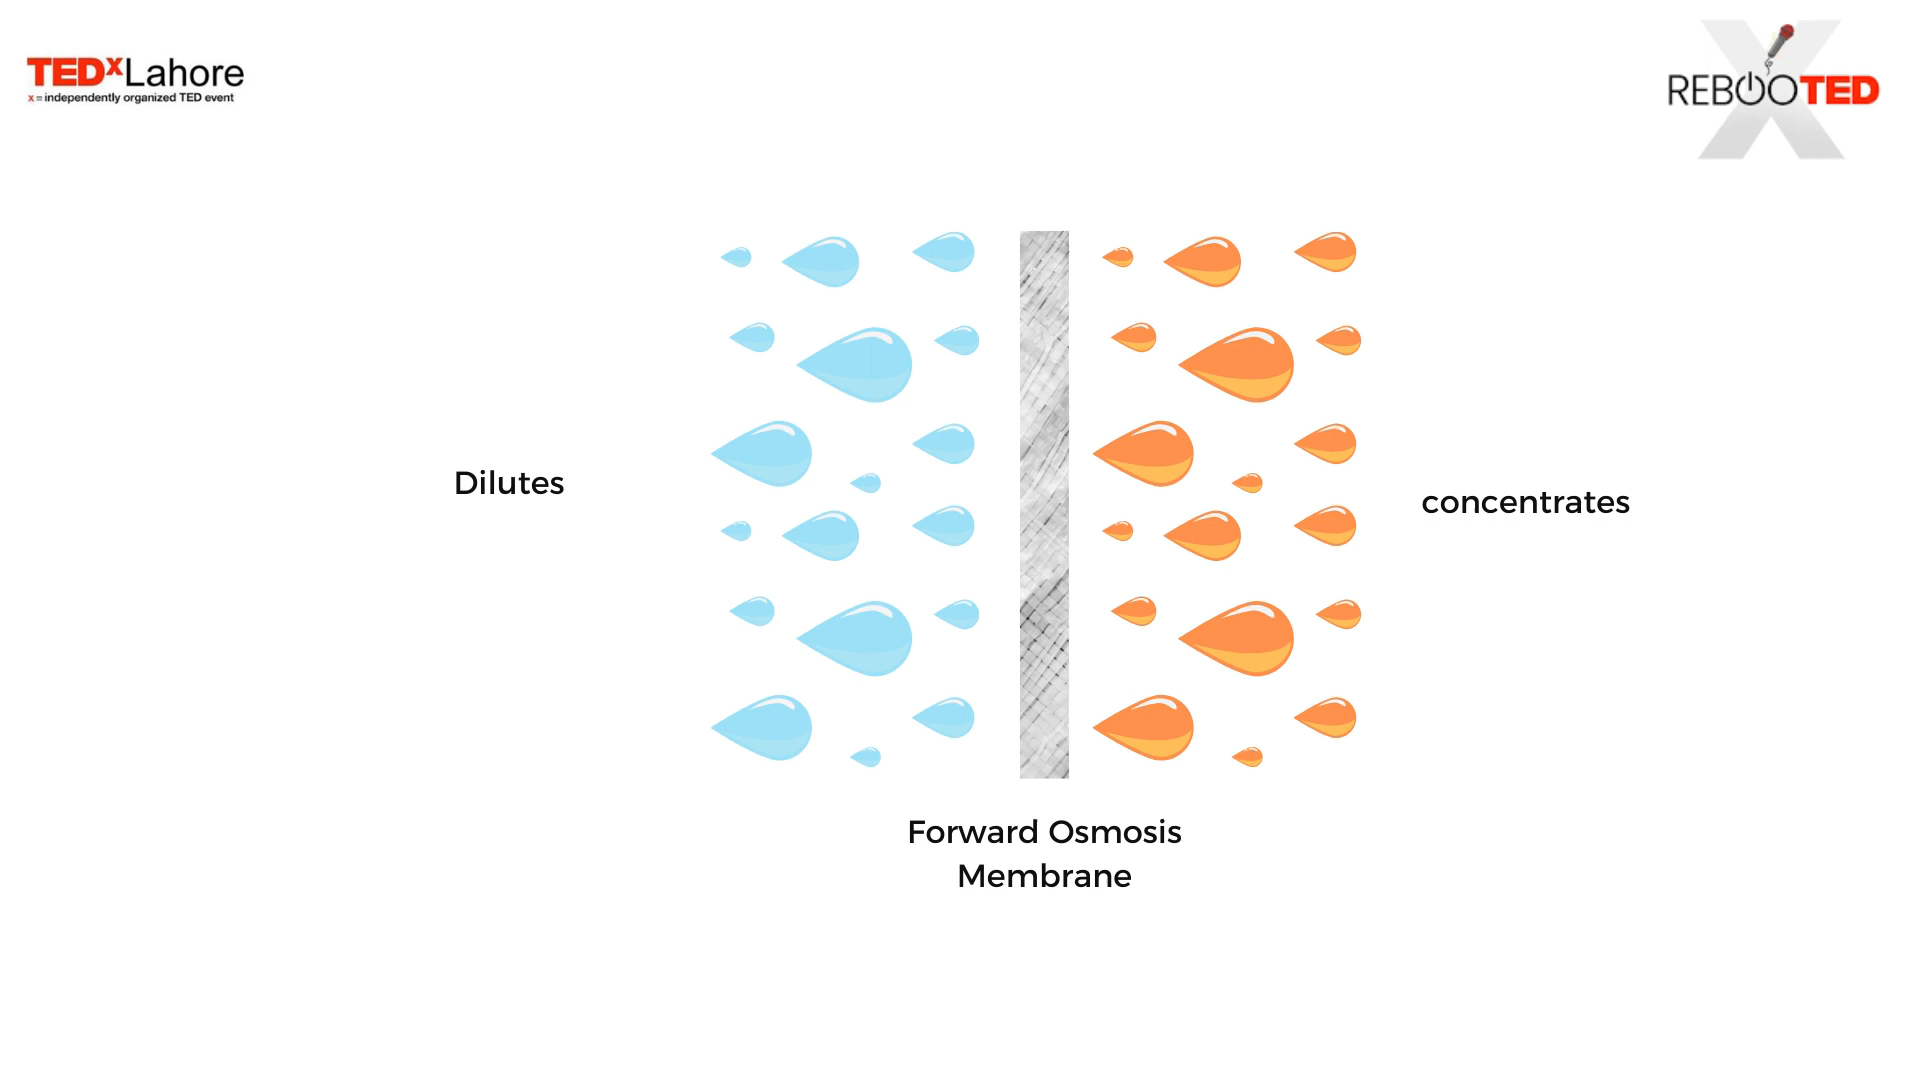 TEDxLahore
x = independently organized TED event
REBOOTED
Dilutes
concentrates
Forward Osmosis
Membrane